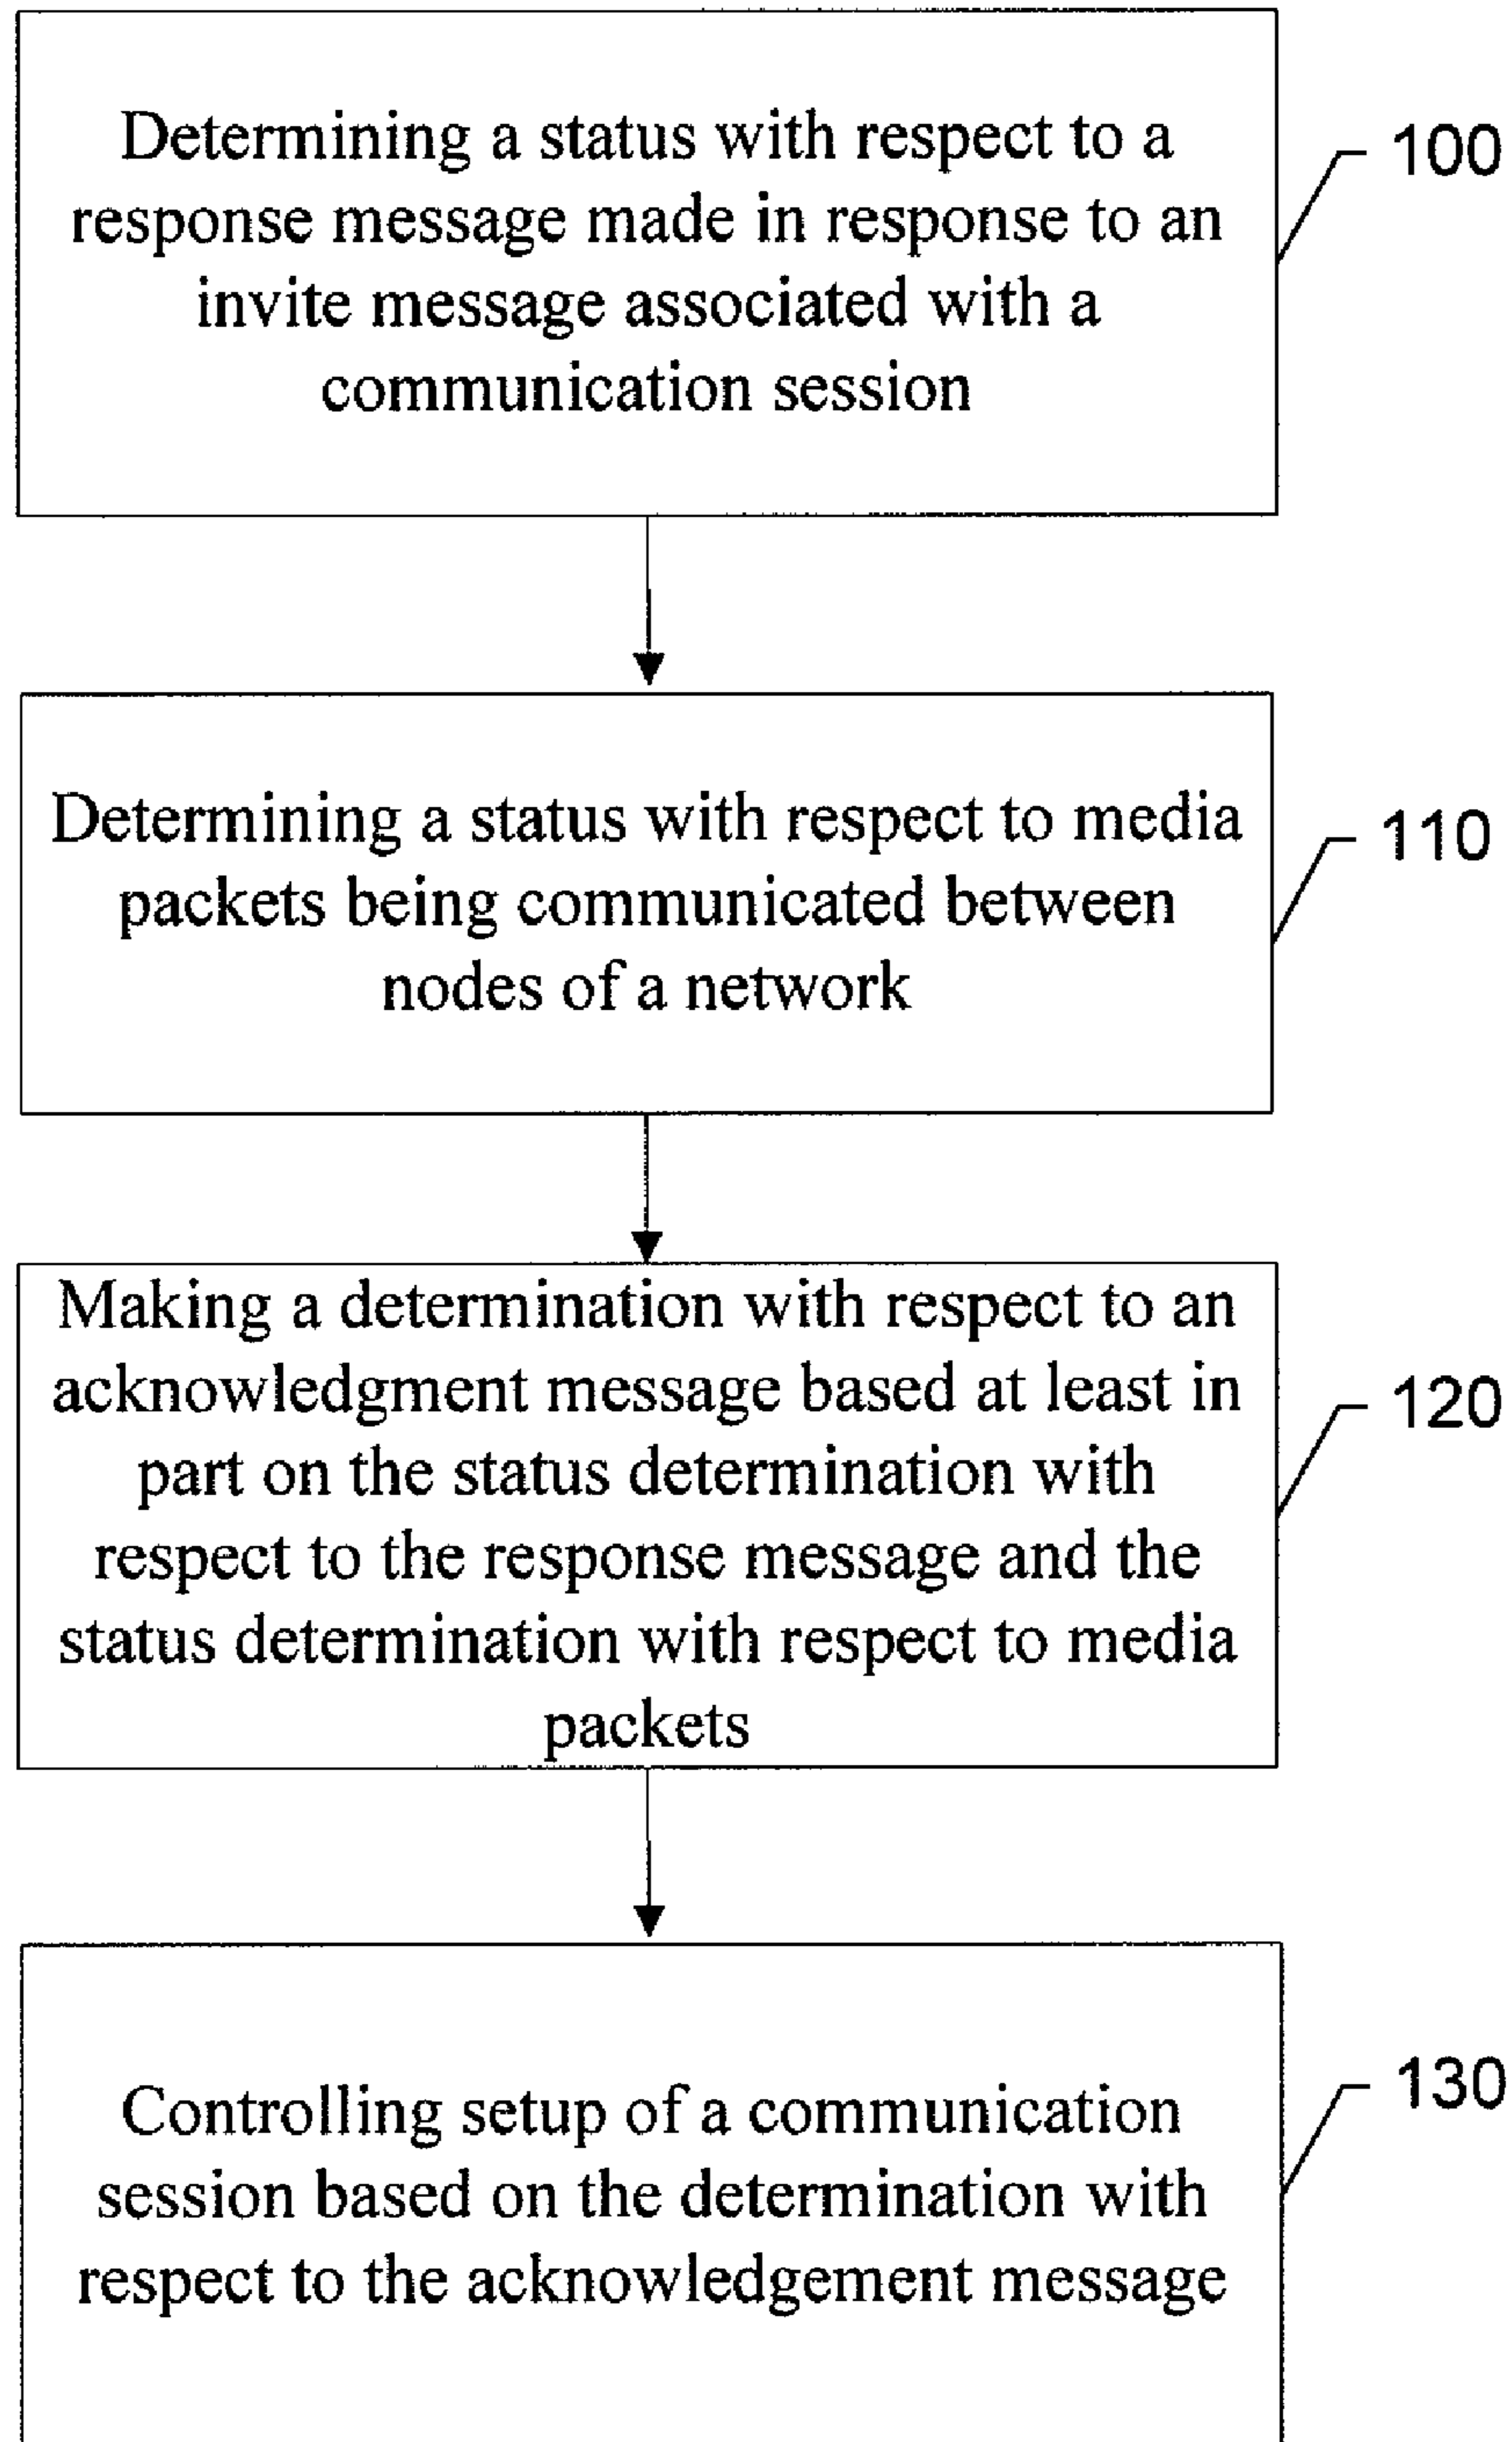 Determining a status with respect to a
response message made in response to an
invite message associated with a
communication session
100
Determining a status with respect to media
packets being communicated between
nodes of a network
110
Making a determination with respect to an
acknowledgment message based at least in
part on the status determination with
respect to the response message and the
status determination with respect to media
packets
120
Controlling setup of a communication
session based on the determination with
respect to the acknowledgement message
130